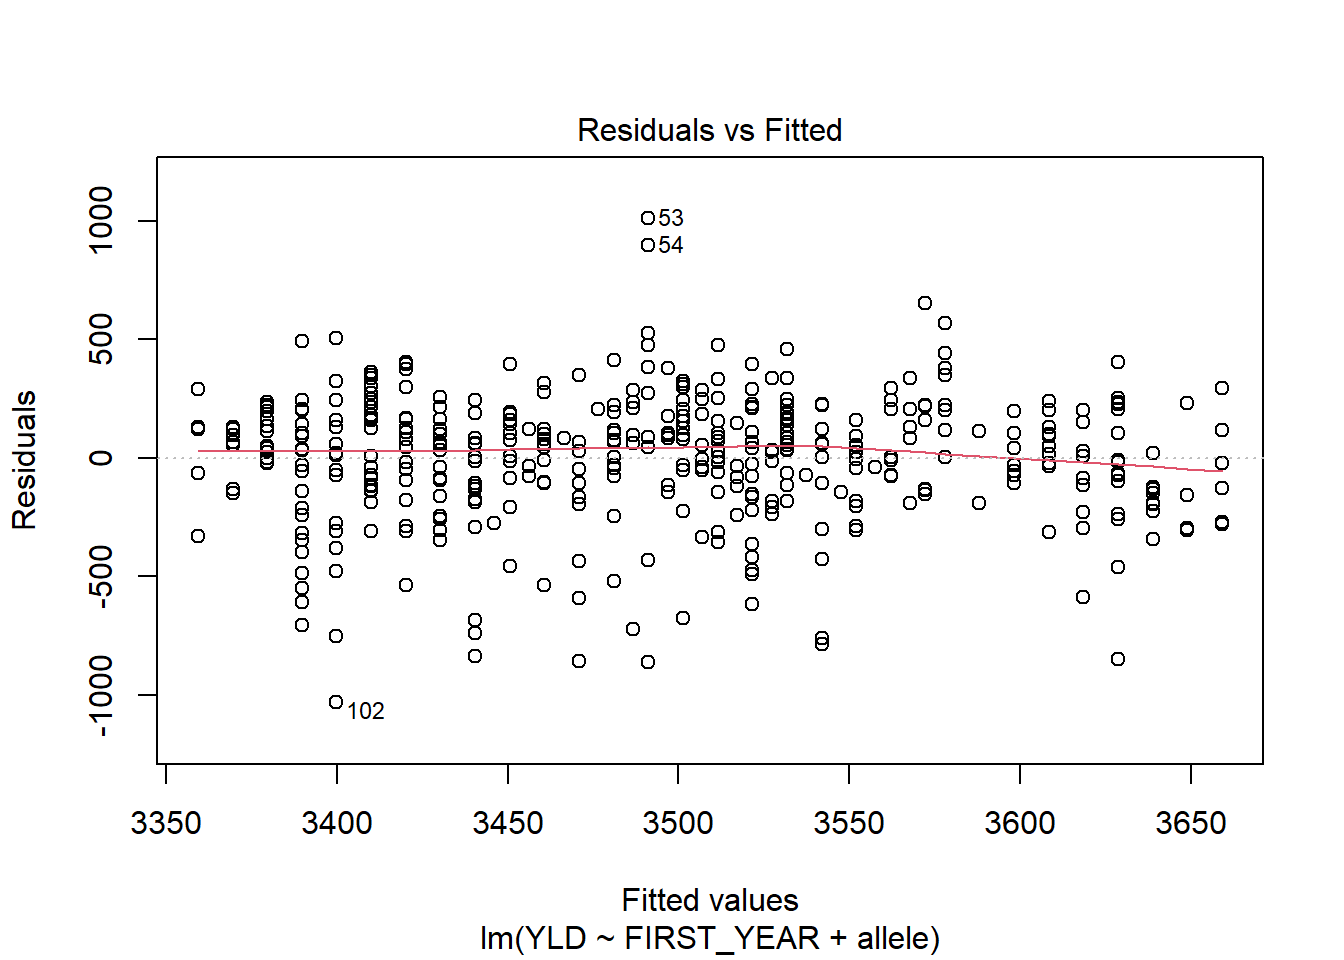 Residuals vs Fitted
1000
500
0
-500
-1000
Residuals
53
54
102
3350 3400 3450 3500 3550 3600 3650
Fitted values
lm(YLD ~ FIRST_YEAR + allele)